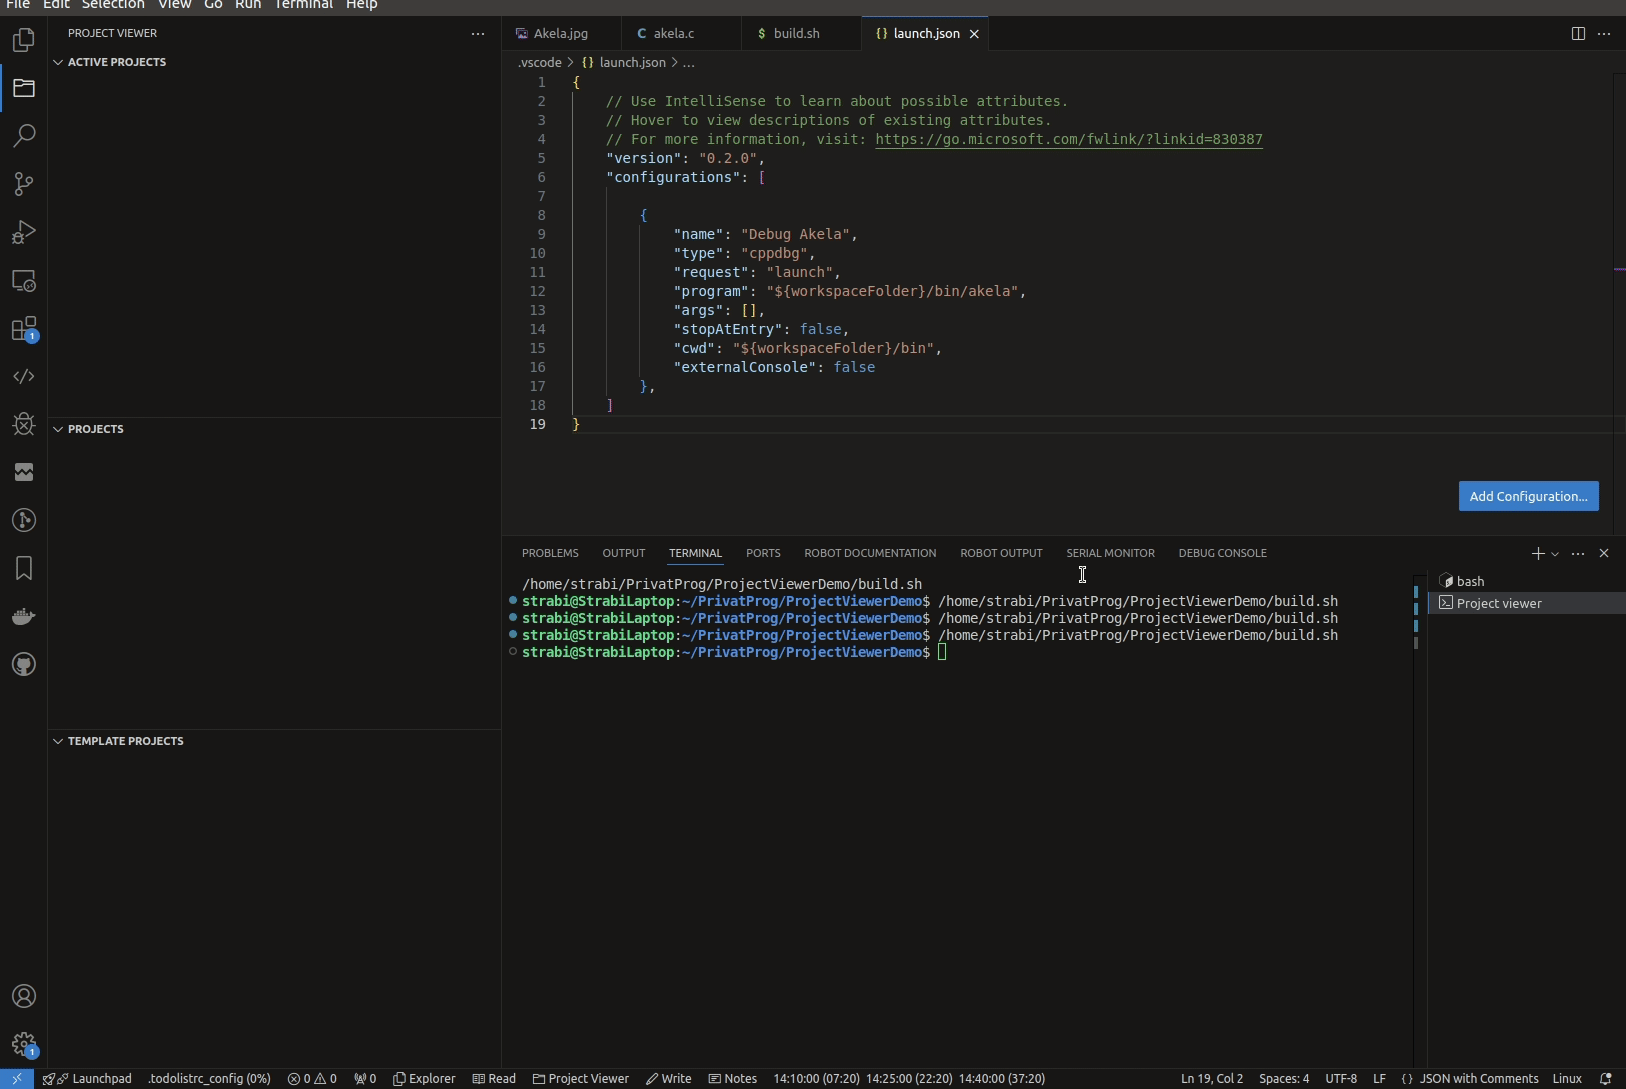 File Edit Selection View Go Run Terminal Help
PROJECT VIEWER
ACTIVE PROJECTS
PROJECTS
TEMPLATE PROJECTS
1
1
Akela.jpg
C akela.c
$ build.sh
{} launch.json
.vscode > {} launch.json > ...
1 {
2 // Use IntelliSense to learn about possible attributes.
3 // Hover to view descriptions of existing attributes.
4 // For more information, visit: https://go.microsoft.com/fwlink/?linkid=830387
5 "version": "0.2.0",
6 "configurations": [
7
8 {
9 "name": "Debug Akela",
10 "type": "cppdbg",
11 "request": "launch",
12 "program": "${workspaceFolder}/bin/akela",
13 "args": [],
14 "stopAtEntry": false,
15 "cwd": "${workspaceFolder}/bin",
16 "externalConsole": false
17 },
18 ]
19 }
Add Configuration...
PROBLEMS OUTPUT TERMINAL PORTS ROBOT DOCUMENTATION ROBOT OUTPUT SERIAL MONITOR DEBUG CONSOLE
/home/strabi/PrivatProg/ProjectViewerDemo/build.sh
strabi@StrabiLaptop:~/PrivatProg/ProjectViewerDemo$ /home/strabi/PrivatProg/ProjectViewerDemo/build.sh
strabi@StrabiLaptop:~/PrivatProg/ProjectViewerDemo$ /home/strabi/PrivatProg/ProjectViewerDemo/build.sh
strabi@StrabiLaptop:~/PrivatProg/ProjectViewerDemo$ /home/strabi/PrivatProg/ProjectViewerDemo/build.sh
strabi@StrabiLaptop:~/PrivatProg/ProjectViewerDemo$
bash
Project viewer
Launchpad .todolistrc_config (0%) 0 0 0 Explorer Read Project Viewer Write Notes 14:10:00 (07:20) 14:25:00 (22:20) 14:40:00 (37:20) Ln 19, Col 2 Spaces: 4 UTF-8 LF {} JSON with Comments Linux